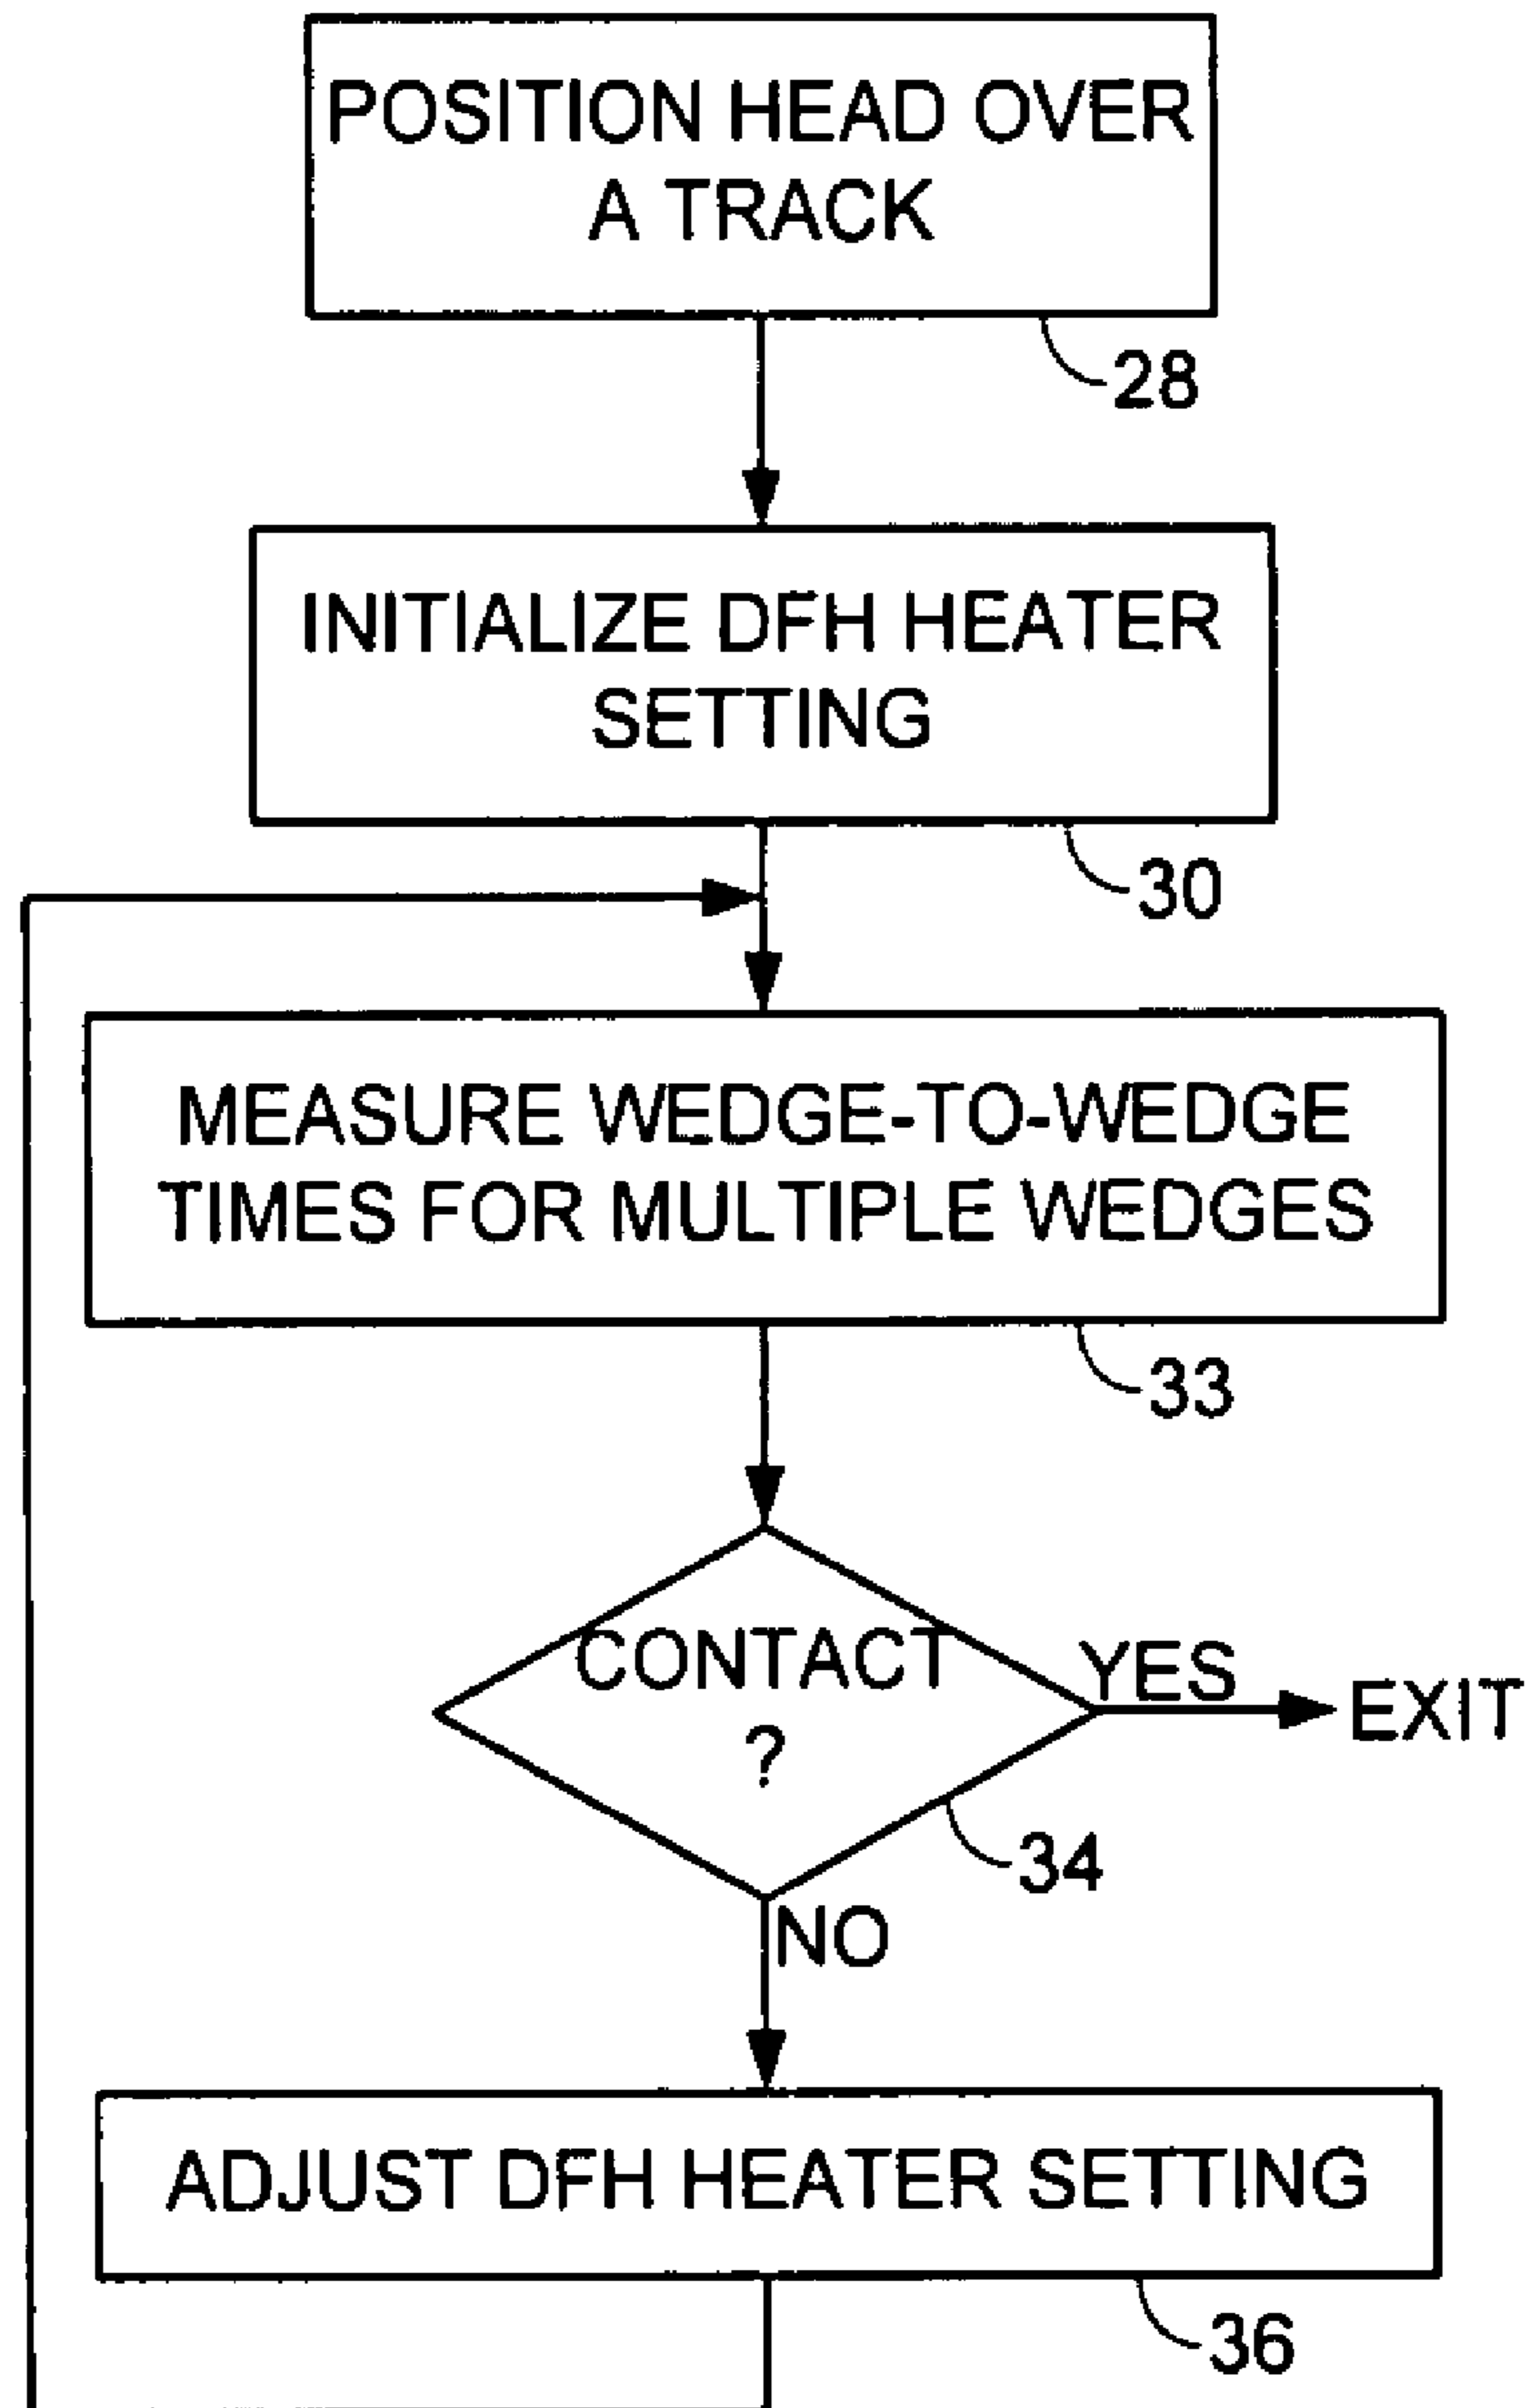 POSITION HEAD OVER
A TRACK
28
INITIALIZE DFH HEATER
SETTING
30
MEASURE WEDGE-TO-WEDGE
TIMES FOR MULTIPLE WEDGES
33
CONTACT
?
YES
EXIT
34
NO
ADJUST DFH HEATER SETTING
36